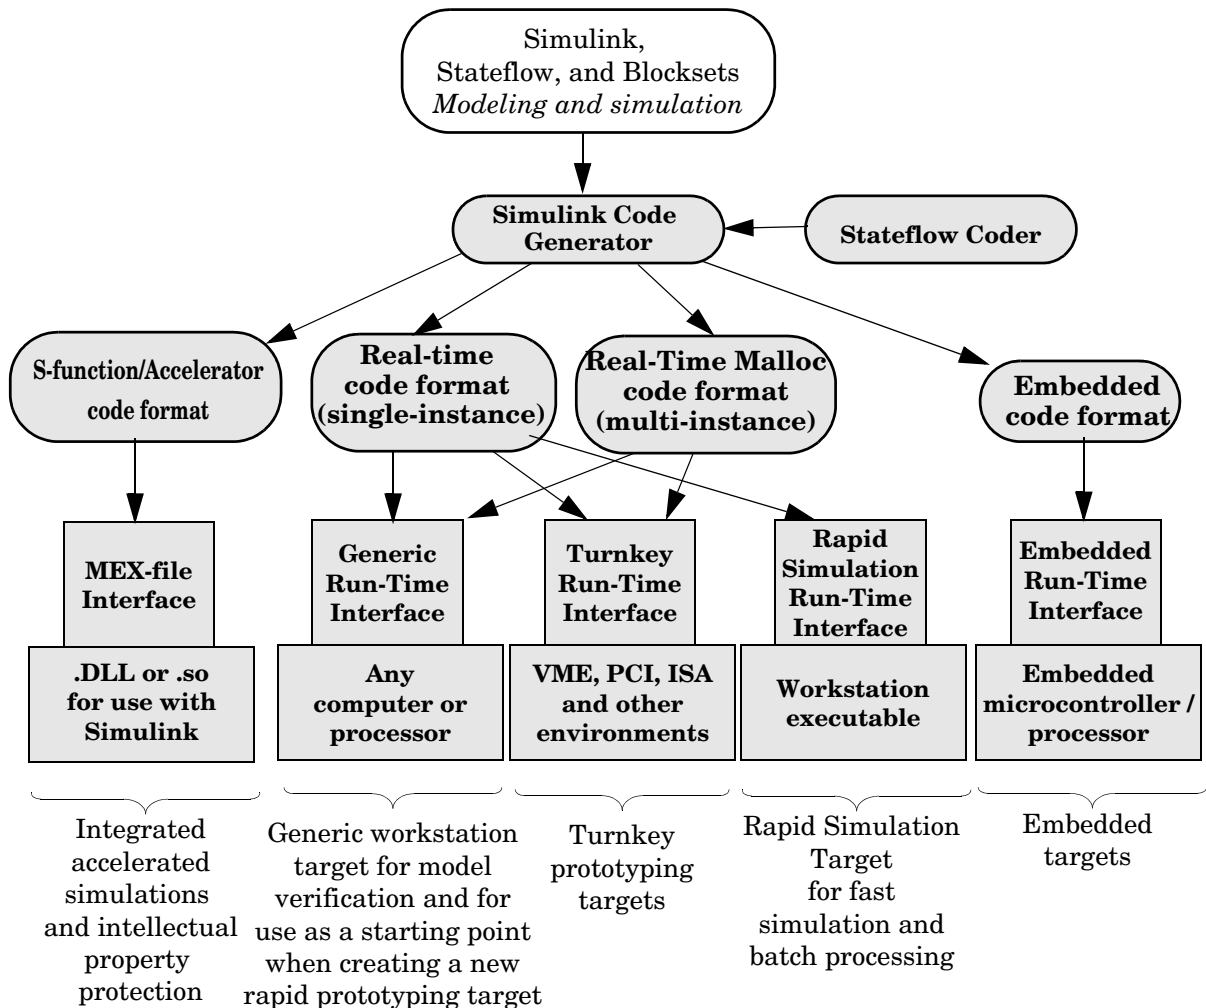 Simulink,
Stateflow, and Blocksets
Modeling and simulation
Simulink Code
Generator
Stateflow Coder
S-function/Accelerator
code format
Real-time
code format
(single-instance)
Real-Time Malloc
code format
(multi-instance)
Embedded
code format
MEX-file
Interface
Generic
Run-Time
Interface
Turnkey
Run-Time
Interface
Rapid
Simulation
Run-Time
Interface
Embedded
Run-Time
Interface
.DLL or .so
for use with
Simulink
Any
computer or
processor
VME, PCI, ISA
and other
environments
Workstation
executable
Embedded
microcontroller /
processor
Integrated
accelerated
simulations
and intellectual
property
protection
Generic workstation
target for model
verification and for
use as a starting point
when creating a new
rapid prototyping target
Turnkey
prototyping
targets
Rapid Simulation
Target
for fast
simulation and
batch processing
Embedded
targets